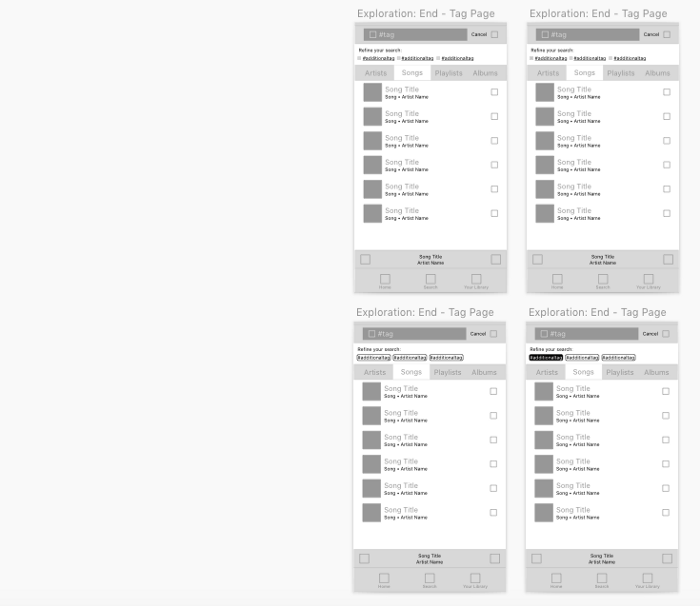 Exploration: End - Tag Page
#tag Cancel
Refine your search:
#additionaltag #additionaltag #additionaltag
Artists Songs Playlists Albums
Song Title
Song • Artist Name
Song Title
Song • Artist Name
Song Title
Song • Artist Name
Song Title
Song • Artist Name
Song Title
Song • Artist Name
Song Title
Song • Artist Name
Song Title
Artist Name
Home Search Your Library
Exploration: End - Tag Page
#tag Cancel
Refine your search:
#additionaltag #additionaltag #additionaltag
Artists Songs Playlists Albums
Song Title
Song • Artist Name
Song Title
Song • Artist Name
Song Title
Song • Artist Name
Song Title
Song • Artist Name
Song Title
Song • Artist Name
Song Title
Song • Artist Name
Song Title
Artist Name
Home Search Your Library
Exploration: End - Tag Page
#tag Cancel
Refine your search:
#additionaltag #additionaltag #additionaltag
Artists Songs Playlists Albums
Song Title
Song • Artist Name
Song Title
Song • Artist Name
Song Title
Song • Artist Name
Song Title
Song • Artist Name
Song Title
Song • Artist Name
Song Title
Song • Artist Name
Song Title
Artist Name
Home Search Your Library
Exploration: End - Tag Page
#tag Cancel
Refine your search:
#additionaltag #additionaltag #additionaltag
Artists Songs Playlists Albums
Song Title
Song • Artist Name
Song Title
Song • Artist Name
Song Title
Song • Artist Name
Song Title
Song • Artist Name
Song Title
Song • Artist Name
Song Title
Song • Artist Name
Song Title
Artist Name
Home Search Your Library